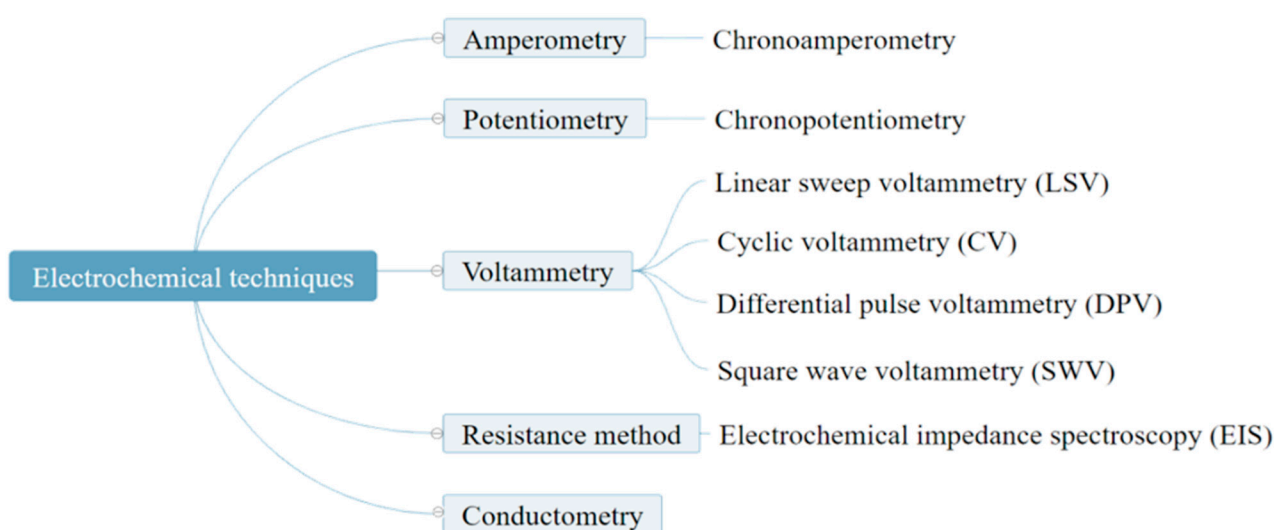 Amperometry
Chronoamperometry
Potentiometry
Chronopotentiometry
Linear sweep voltammetry (LSV)
Cyclic voltammetry (CV)
Electrochemical techniques
Voltammetry
Differential pulse voltammetry (DPV)
Square wave voltammetry (SWV)
Resistance method
Electrochemical impedance spectroscopy (EIS)
Conductometry